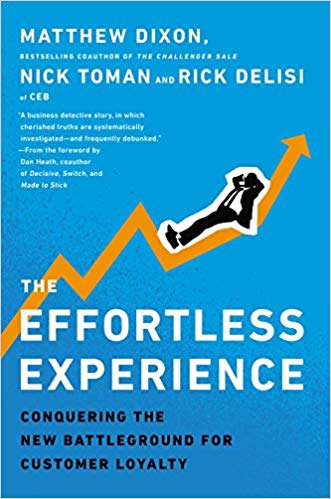 MATTHEW DIXON,
BESTSELLING COAUTHOR OF THE CHALLENGER SALE
NICK TOMAN AND RICK DELISI
of CEB
"A business detective story, in which
cherished truths are systematically
investigated—and frequently debunked."
—From the foreword by
Dan Heath, coauthor
of Decisive, Switch, and
Made to Stick
THE
EFFORTLESS
EXPERIENCE
CONQUERING THE
NEW BATTLEGROUND FOR
CUSTOMER LOYALTY